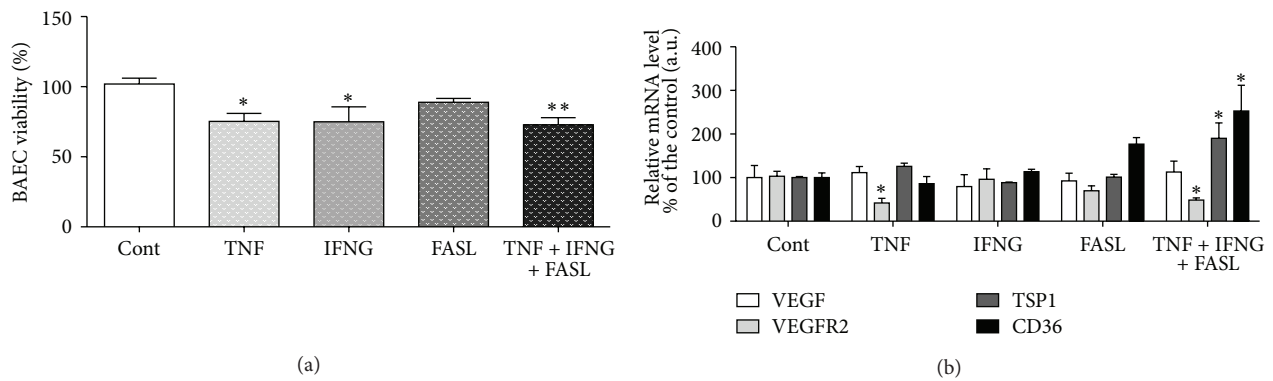 BAEC viability (%)
150
100
50
0
*
*
**
Cont
TNF
IFNG
FASL
TNF + IFNG
+ FASL
(a)
Relative mRNA level
% of the control (a.u.)
400
300
200
100
0
*
*
*
*
Cont
TNF
IFNG
FASL
TNF + IFNG
+ FASL
VEGF
VEGFR2
TSP1
CD36
(b)